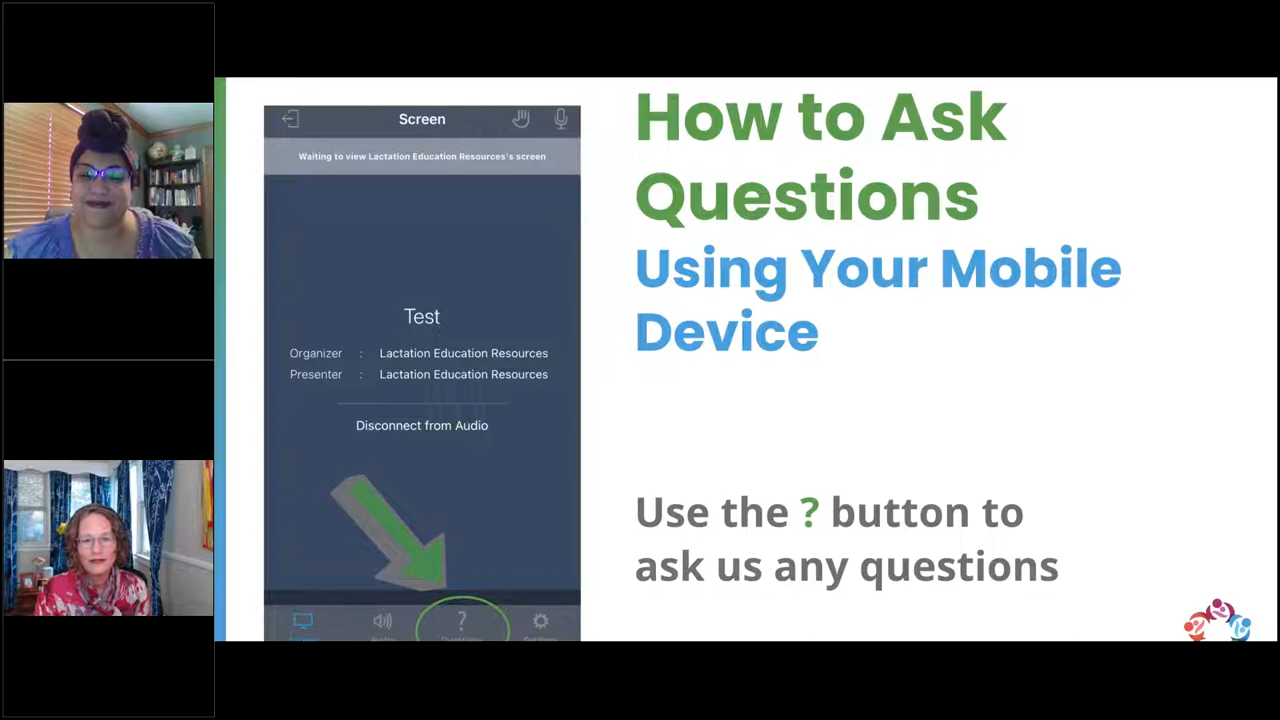 Screen
Waiting to view Lactation Education Resources's screen
Test
Organizer : Lactation Education Resources
Presenter : Lactation Education Resources
Disconnect from Audio
?
How to Ask
Questions
Using Your Mobile
Device
Use the ? button to
ask us any questions